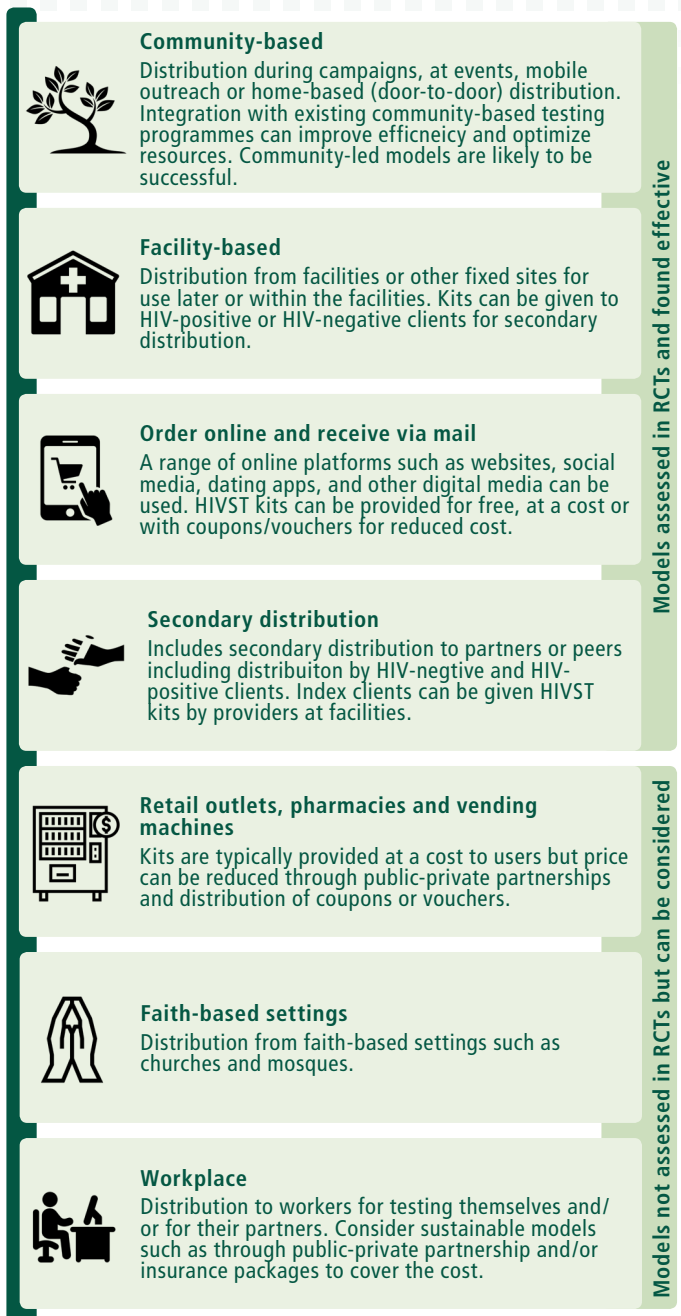 Community-based
Distribution during campaigns, at events, mobile
outreach or home-based (door-to-door) distribution.
Integration with existing community-based testing
programmes can improve efficneicy and optimize
resources. Community-led models are likely to be
successful.
Facility-based
Distribution from facilities or other fixed sites for
use later or within the facilities. Kits can be given to
HIV-positive or HIV-negative clients for secondary
distribution.
Order online and receive via mail
A range of online platforms such as websites, social
media, dating apps, and other digital media can be
used. HIVST kits can be provided for free, at a cost or
with coupons/vouchers for reduced cost.
Secondary distribution
Includes secondary distribution to partners or peers
including distribuiton by HIV-negtive and HIV-
positive clients. Index clients can be given HIVST
kits by providers at facilities.
Models assessed in RCTs and found effective
Retail outlets, pharmacies and vending
machines
Kits are typically provided at a cost to users but price
can be reduced through public-private partnerships
and distribution of coupons or vouchers.
Faith-based settings
Distribution from faith-based settings such as
churches and mosques.
Workplace
Distribution to workers for testing themselves and/
or for their partners. Consider sustainable models
such as through public-private partnership and/or
insurance packages to cover the cost.
Models not assessed in RCTs but can be considered
$